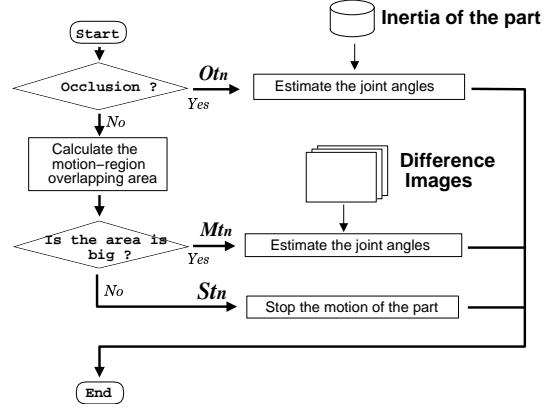 Inertia of the part
Start
Occlusion ?
Otn
Yes
Estimate the joint angles
No
Calculate the
motion-region
overlapping area
Difference
Images
Is the area is
big ?
Mtn
Yes
Estimate the joint angles
No
Stn
Stop the motion of the part
End